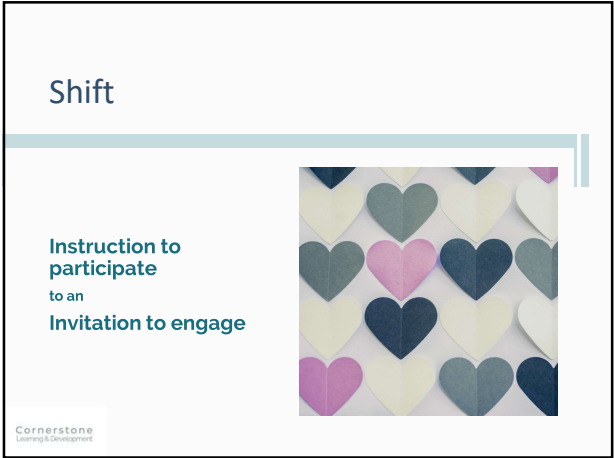 Shift
Instruction to
participate
to an
Invitation to engage
Cornerstone
Learning & Development